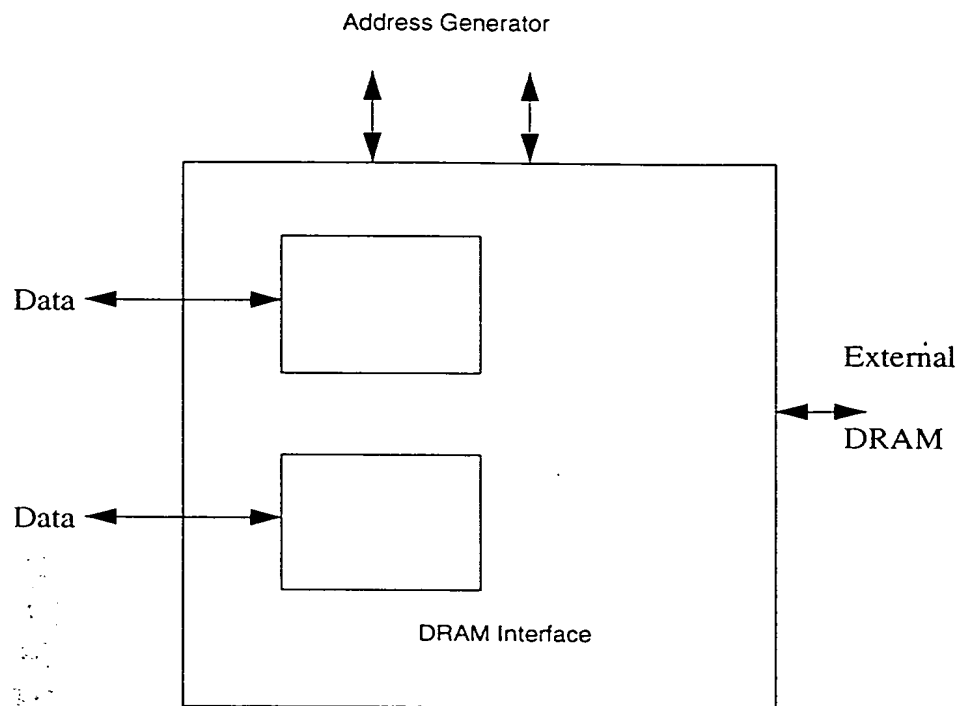 Address Generator
Data
External
DRAM
Data
DRAM Interface